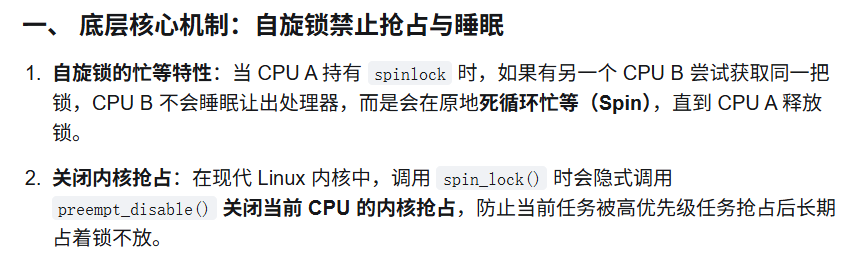 一、 底层核心机制：自旋锁禁止抢占与睡眠
1. 自旋锁的忙等特性：当 CPU A 持有 spinlock 时，如果有另一个 CPU B 尝试获取同一把
锁，CPU B 不会睡眠让出处理器，而是会在原地死循环忙等（Spin），直到 CPU A 释放
锁。
2. 关闭内核抢占：在现代 Linux 内核中，调用 spin_lock() 时会隐式调用
preempt_disable() 关闭当前 CPU 的内核抢占，防止当前任务被高优先级任务抢占后长期
占着锁不放。